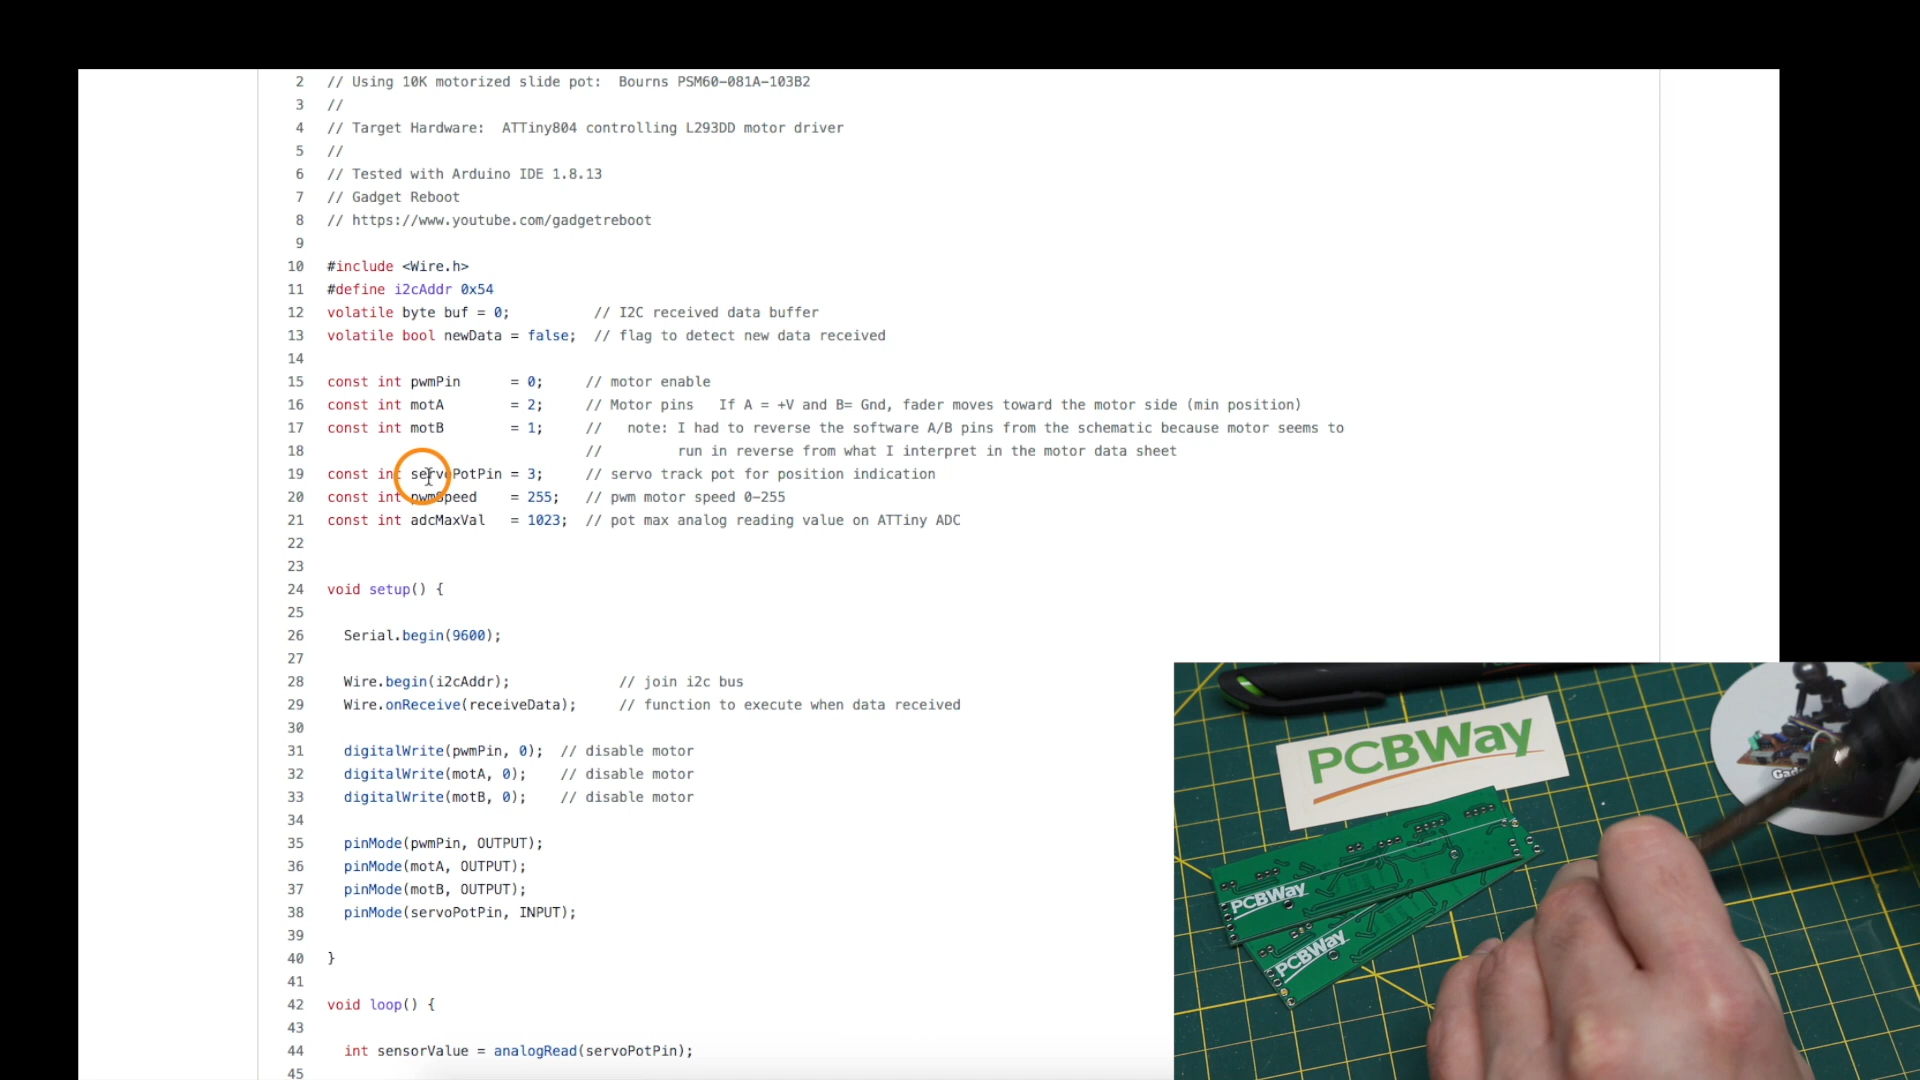 2 // Using 10K motorized slide pot:  Bourns PSM60-081A-103B2
3 //
4 // Target Hardware:  ATTiny804 controlling L293DD motor driver
5 //
6 // Tested with Arduino IDE 1.8.13
7 // Gadget Reboot
8 // https://www.youtube.com/gadgetreboot
9
10 #include <Wire.h>
11 #define i2cAddr 0x54
12 volatile byte buf = 0;          // I2C received data buffer
13 volatile bool newData = false;  // flag to detect new data received
14
15 const int pwmPin      = 0;     // motor enable
16 const int motA        = 2;     // Motor pins   If A = +V and B= Gnd, fader moves toward the motor side (min position)
17 const int motB        = 1;     //   note: I had to reverse the software A/B pins from the schematic because motor seems to
18                                //         run in reverse from what I interpret in the motor data sheet
19 const int servoPotPin = 3;     // servo track pot for position indication
20 const int pwmSpeed    = 255;   // pwm motor speed 0-255
21 const int adcMaxVal   = 1023;  // pot max analog reading value on ATTiny ADC
22
23
24 void setup() {
25
26   Serial.begin(9600);
27
28   Wire.begin(i2cAddr);             // join i2c bus
29   Wire.onReceive(receiveData);     // function to execute when data received
30
31   digitalWrite(pwmPin, 0);  // disable motor
32   digitalWrite(motA, 0);    // disable motor
33   digitalWrite(motB, 0);    // disable motor
34
35   pinMode(pwmPin, OUTPUT);
36   pinMode(motA, OUTPUT);
37   pinMode(motB, OUTPUT);
38   pinMode(servoPotPin, INPUT);
39
40 }
41
42 void loop() {
43
44   int sensorValue = analogRead(servoPotPin);
45
PCBWay
PCBWay
PCBWay